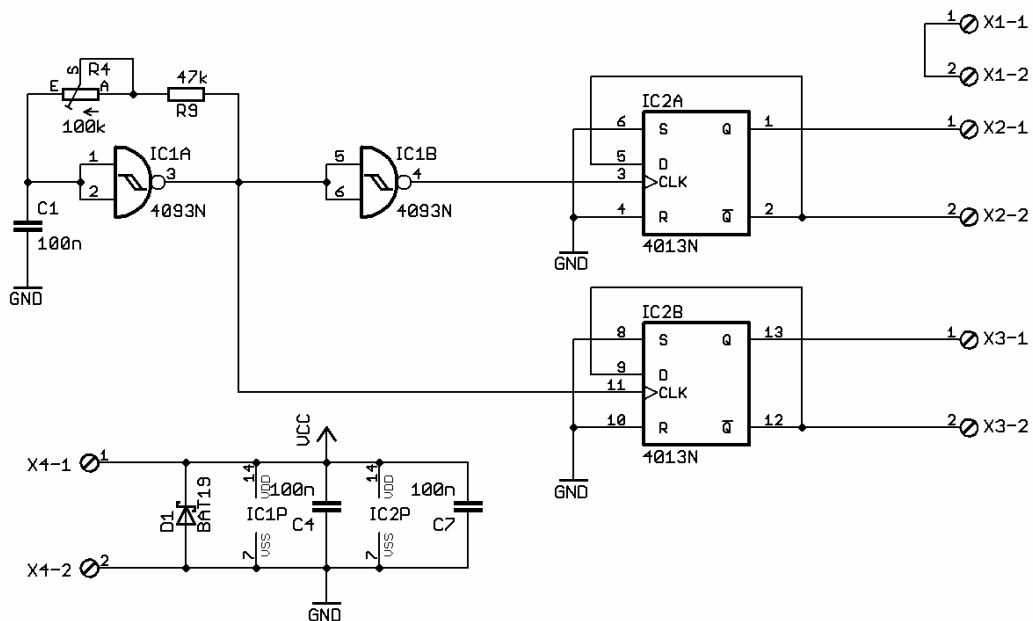 1 X1-1
2 X1-2
S R4
E A
100k
47k
R9
1
2
IC1A
3
4093N
5
6
IC1B
4
4093N
C1
100n
GND
IC2A
6 S Q 1
5 D
3 CLK
4 R Q̅ 2
4013N
GND
1 X2-1
2 X2-2
IC2B
8 S Q 13
9 D
11 CLK
10 R Q̅ 12
4013N
GND
1 X3-1
2 X3-2
VCC
X4-1 1
X4-2 2
D1
BAT19
14 VDD
IC1P
7 VSS
100n
C4
14 VDD
IC2P
7 VSS
100n
C7
GND